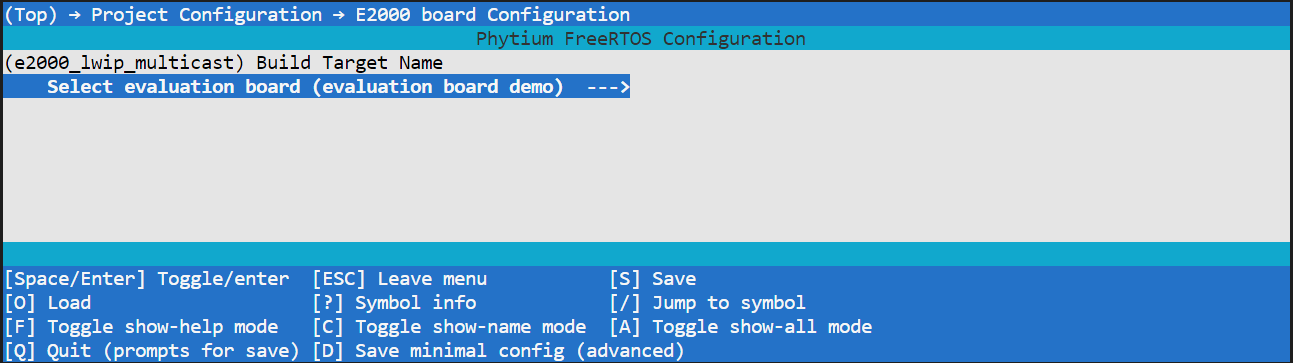 (Top) → Project Configuration → E2000 board Configuration
Phytium FreeRTOS Configuration
(e2000_lwip_multicast) Build Target Name
Select evaluation board (evaluation board demo)  --->
[Space/Enter] Toggle/enter  [ESC] Leave menu           [S] Save
[O] Load                    [?] Symbol info            [/] Jump to symbol
[F] Toggle show-help mode   [C] Toggle show-name mode  [A] Toggle show-all mode
[Q] Quit (prompts for save) [D] Save minimal config (advanced)